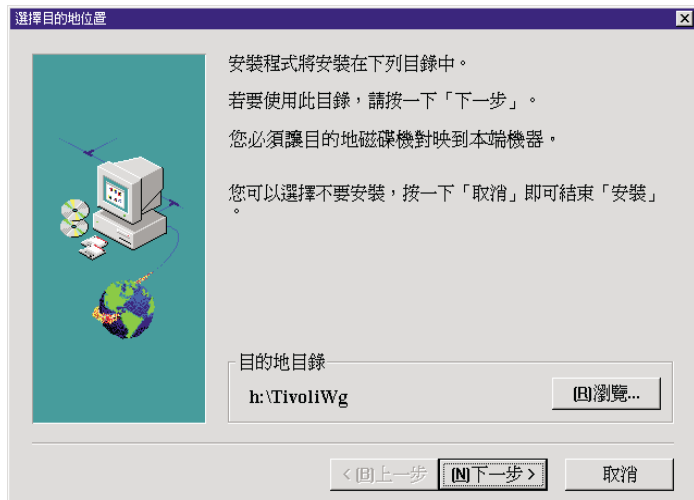 選擇目的地位置
安裝程式將安裝在下列目錄中。
若要使用此目錄，請按一下「下一步」。
您必須讓目的地磁碟機對映到本端機器。
您可以選擇不要安裝，按一下「取消」即可結束「安裝」
。
目的地目錄
h:\TivoliWg
(R)瀏覽...
<(B)上一步
(N)下一步>
取消